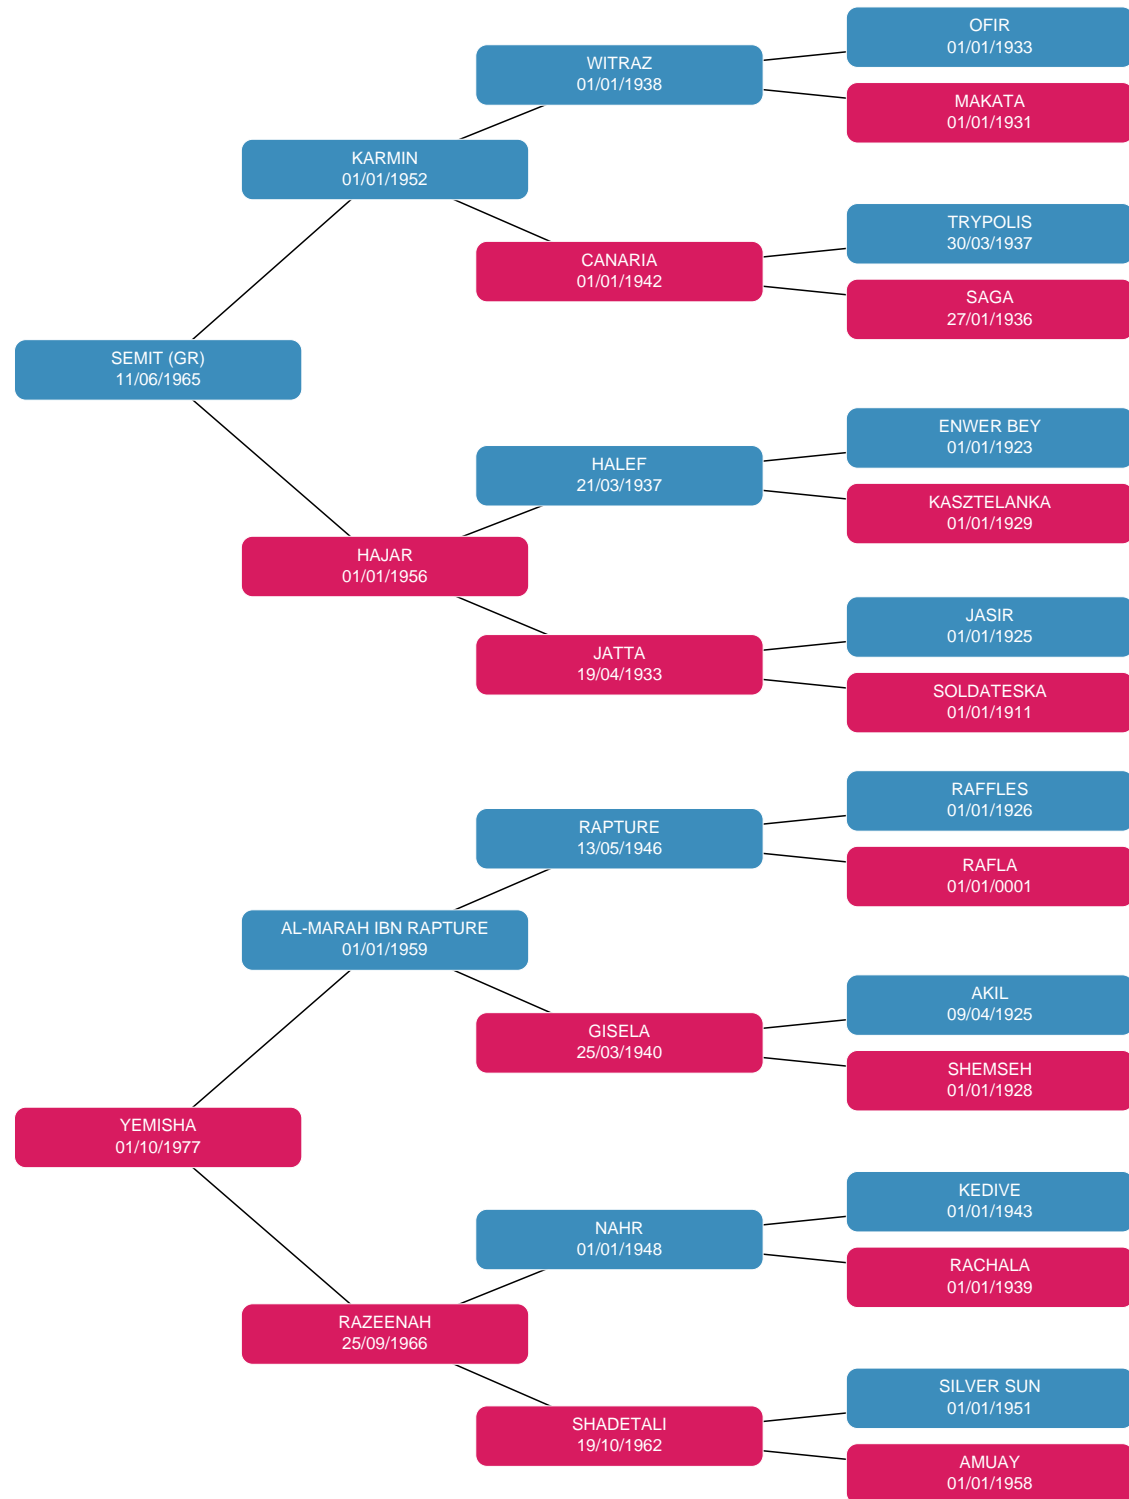 OFIR
01/01/1933
WITRAZ
01/01/1938
MAKATA
01/01/1931
KARMIN
01/01/1952
TRYPOLIS
30/03/1937
CANARIA
01/01/1942
SAGA
27/01/1936
SEMIT (GR)
11/06/1965
ENWER BEY
01/01/1923
HALEF
21/03/1937
KASZTELANKA
01/01/1929
HAJAR
01/01/1956
JASIR
01/01/1925
JATTA
19/04/1933
SOLDATESKA
01/01/1911
RAFFLES
01/01/1926
RAPTURE
13/05/1946
RAFLA
01/01/0001
AL-MARAH IBN RAPTURE
01/01/1959
AKIL
09/04/1925
GISELA
25/03/1940
SHEMSEH
01/01/1928
YEMISHA
01/10/1977
KEDIVE
01/01/1943
NAHR
01/01/1948
RACHALA
01/01/1939
RAZEENAH
25/09/1966
SILVER SUN
01/01/1951
SHADETALI
19/10/1962
AMUAY
01/01/1958